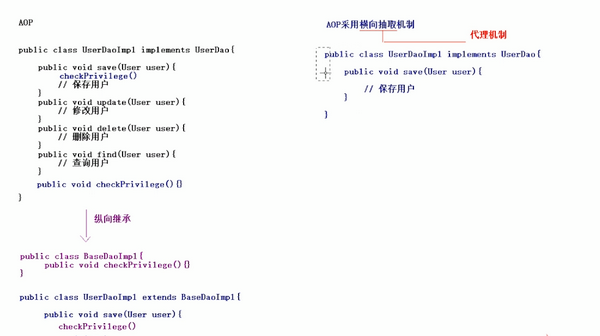 AOP
public class UserDaoImpl implements UserDao{
public void save(User user){
checkPrivilege()
// 保存用户
}
public void update(User user){
// 修改用户
}
public void delete(User user){
// 删除用户
}
public void find(User user){
// 查询用户
}
public void checkPrivilege(){}
}
纵向继承
public class BaseDaoImpl{
public void checkPrivilege(){}
}
public class UserDaoImpl extends BaseDaoImpl{
public void save(User user){
checkPrivilege()
AOP采用横向抽取机制
代理机制
public class UserDaoImpl implements UserDao{
public void save(User user){
// 保存用户
}
}